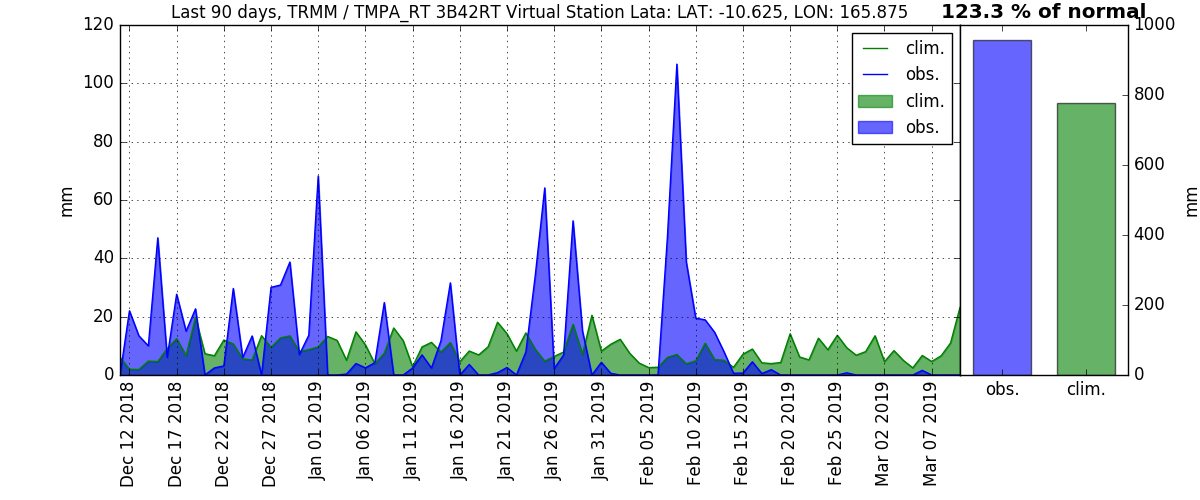 Last 90 days, TRMM / TMPA_RT 3B42RT Virtual Station Lata: LAT: -10.625, LON: 165.875
123.3 % of normal
120
100
80
60
40
20
0
mm
clim.
obs.
clim.
obs.
1000
800
600
400
200
0
mm
obs.
clim.
Dec 12 2018
Dec 17 2018
Dec 22 2018
Dec 27 2018
Jan 01 2019
Jan 06 2019
Jan 11 2019
Jan 16 2019
Jan 21 2019
Jan 26 2019
Jan 31 2019
Feb 05 2019
Feb 10 2019
Feb 15 2019
Feb 20 2019
Feb 25 2019
Mar 02 2019
Mar 07 2019